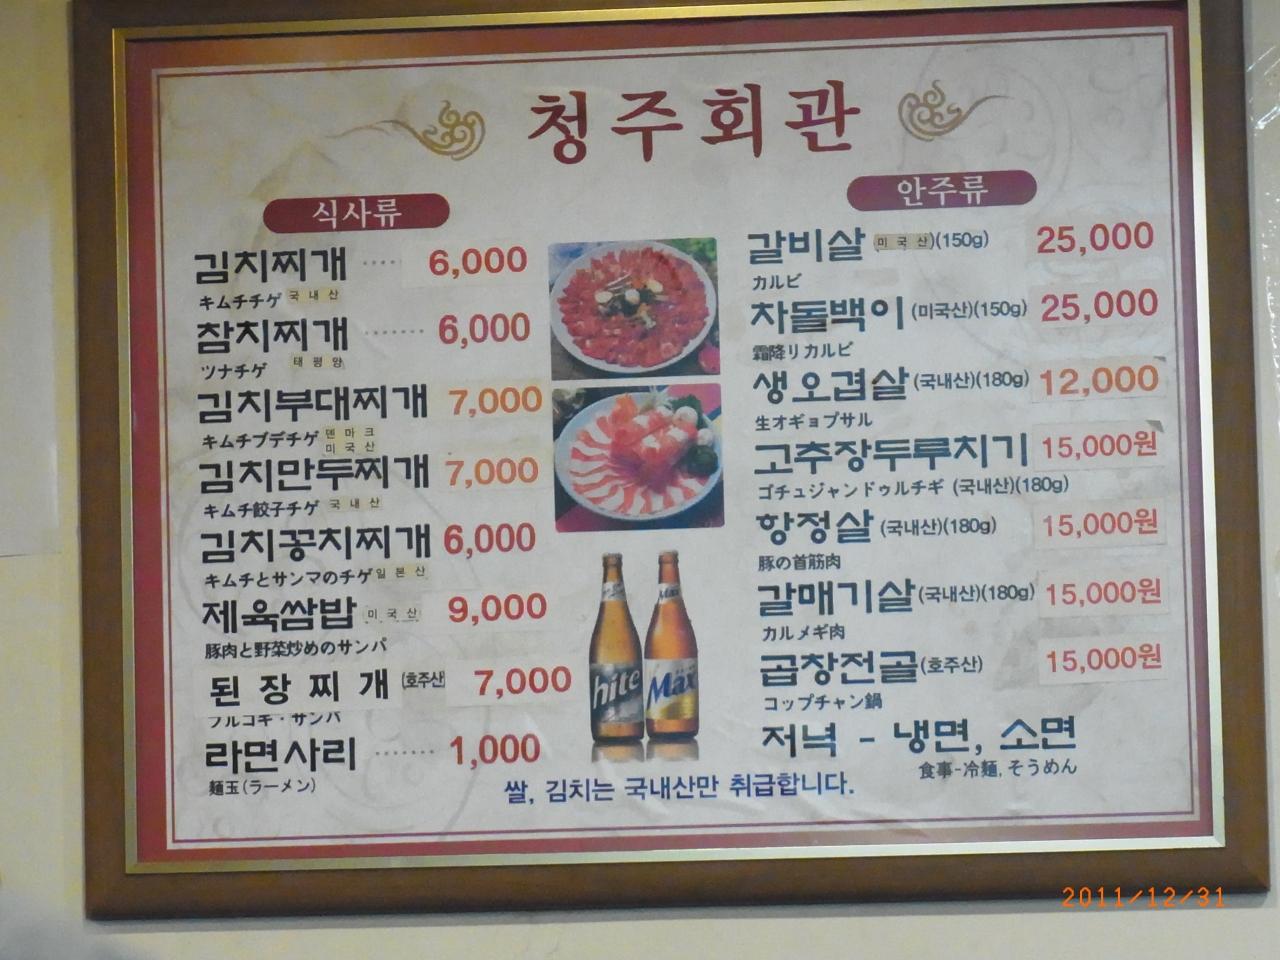 청주회관
식사류
김치찌개 ···· 6,000
キムチチゲ 국내산
참치찌개 ······· 6,000
ツナチゲ 태평양
김치부대찌개 7,000
キムチブデチゲ 덴마크 미국산
김치만두찌개 7,000
キムチ餃子チゲ 국내산
김치꽁치찌개 6,000
キムチとサンマのチゲ 일본산
제육쌈밥 미국산 9,000
豚肉と野菜炒めのサンパ
된장찌개 (호주산) 7,000
プルコギ・サンパ
라면사리 ······· 1,000
麺玉(ラーメン)
안주류
갈비살 (미국산)(150g) 25,000
カルビ
차돌백이 (미국산)(150g) 25,000
霜降りカルビ
생오겹살 (국내산)(180g) 12,000
生オギョプサル
고추장두루치기 15,000원
ゴチュジャンドゥルチギ (국내산)(180g)
항정살 (국내산)(180g) 15,000원
豚の首筋肉
갈매기살 (국내산)(180g) 15,000원
カルメギ肉
곱창전골 (호주산) 15,000원
コップチャン鍋
저녁 - 냉면, 소면
食事-冷麺, そうめん
hite
Max
쌀, 김치는 국내산만 취급합니다.
2011/12/31